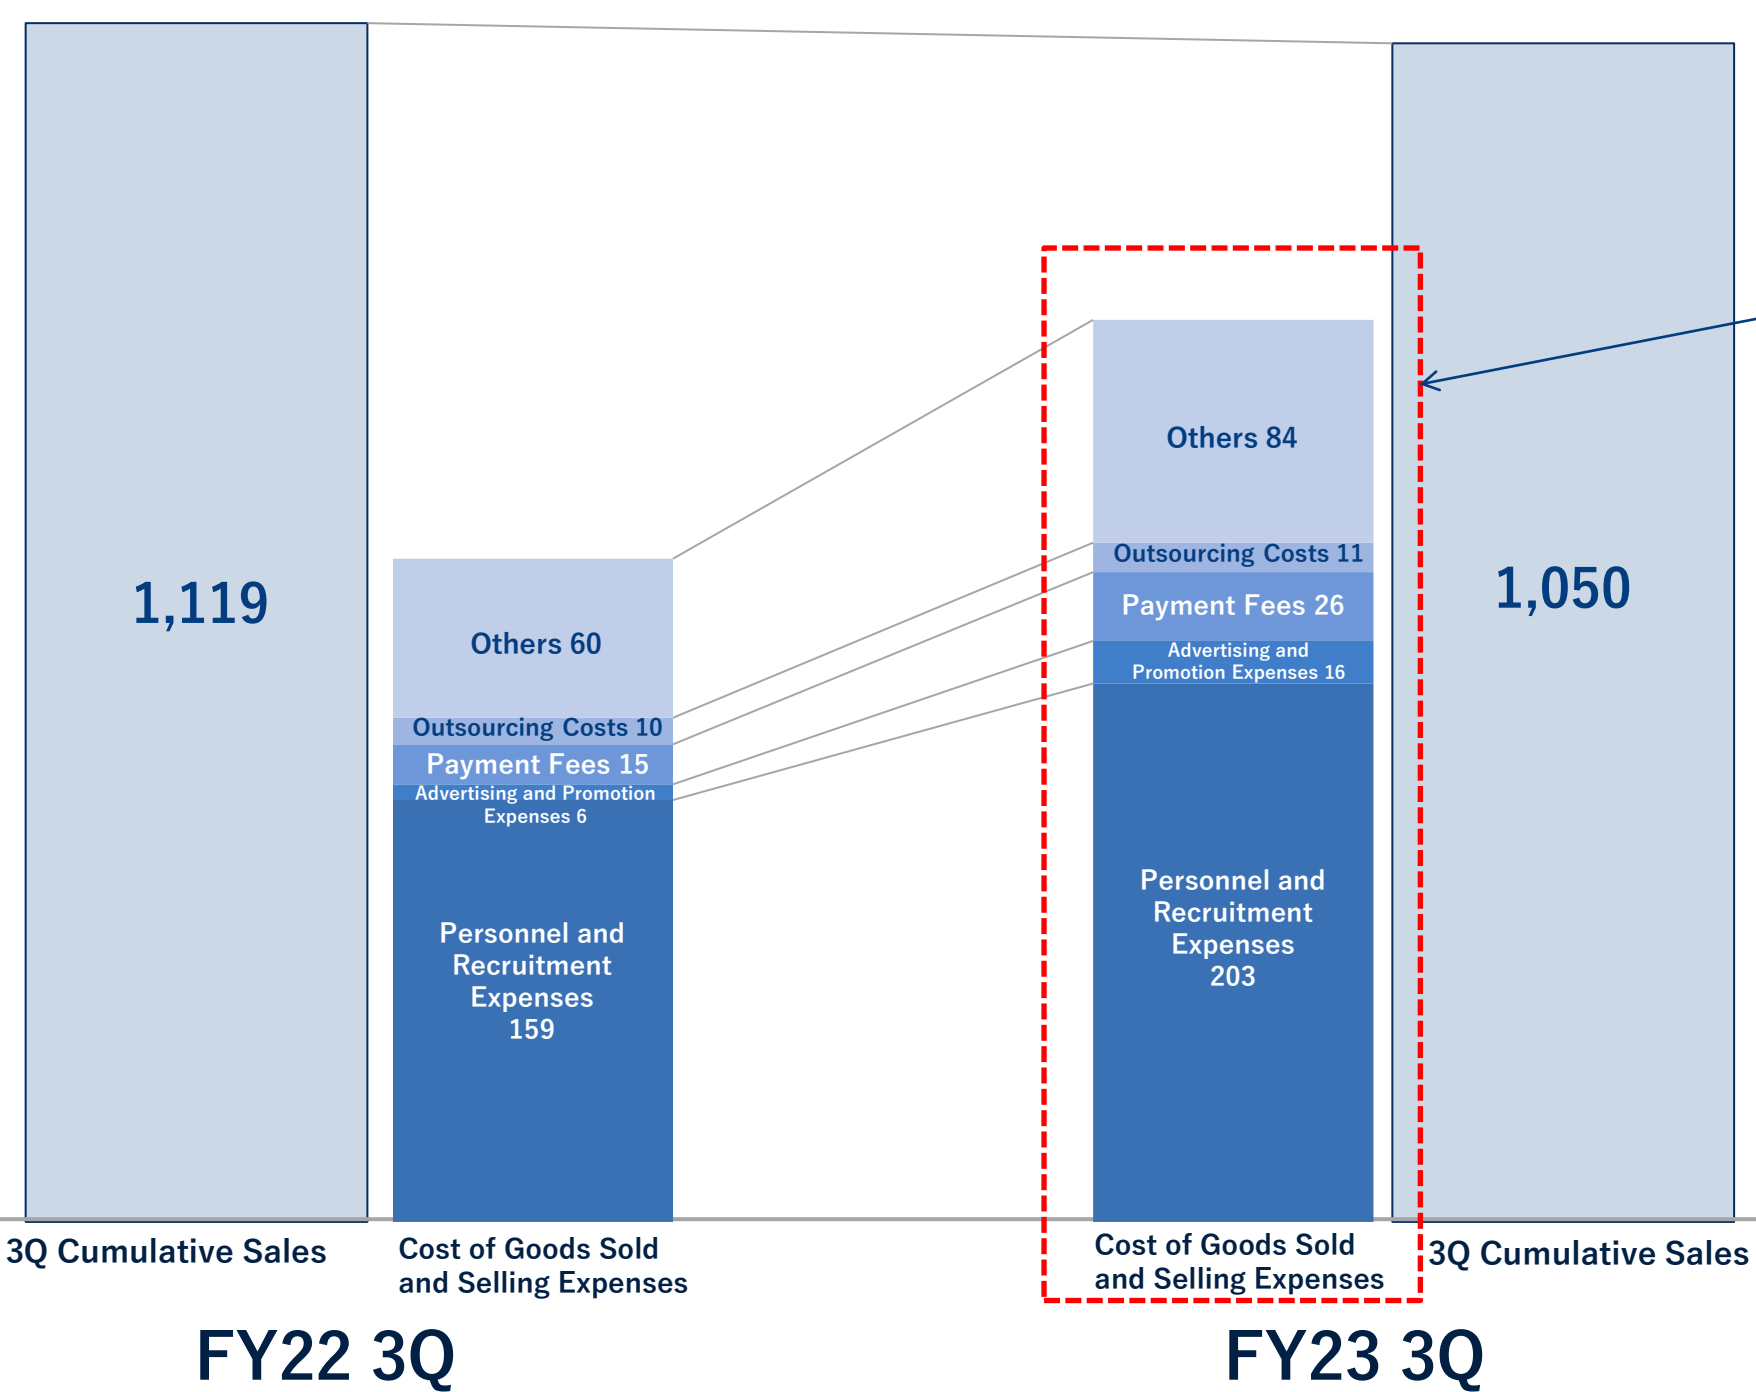 1,119
Others 60
Outsourcing Costs 10
Payment Fees 15
Advertising and Promotion
Expenses 6
Personnel and
Recruitment
Expenses
159
Others 84
Outsourcing Costs 11
Payment Fees 26
Advertising and
Promotion Expenses 16
Personnel and
Recruitment
Expenses
203
1,050
3Q Cumulative Sales
Cost of Goods Sold
and Selling Expenses
Cost of Goods Sold
and Selling Expenses
3Q Cumulative Sales
FY22 3Q
FY23 3Q